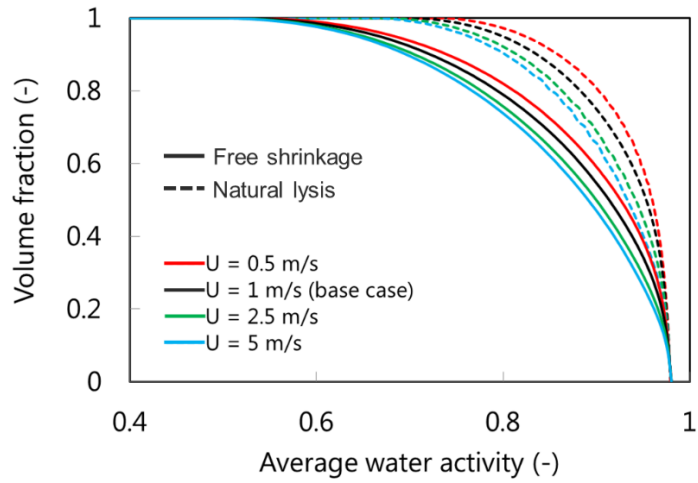 Volume fraction (-)
1
0.8
0.6
0.4
0.2
0
Free shrinkage
Natural lysis
U = 0.5 m/s
U = 1 m/s (base case)
U = 2.5 m/s
U = 5 m/s
0.4 0.6 0.8 1
Average water activity (-)